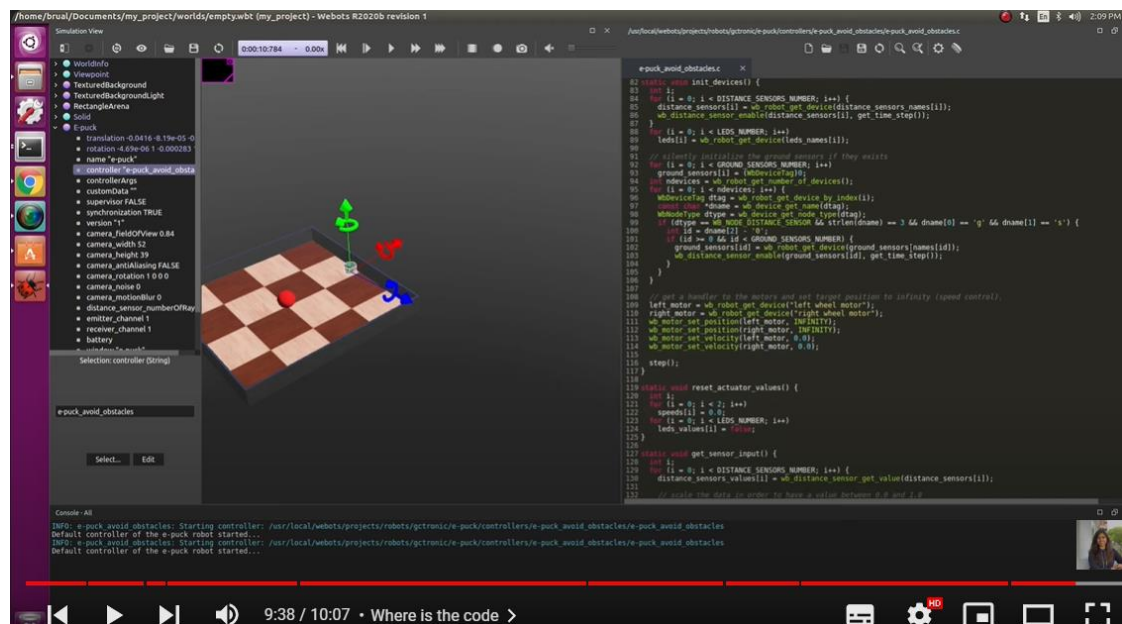 /home/brual/Documents/my_project/worlds/empty.wbt (my_project) - Webots R2020b revision 1
En
2:09 PM
Simulation View
/usr/local/webots/projects/robots/gctronic/e-puck/controllers/e-puck_avoid_obstacles/e-puck_avoid_obstacles.c
0:00:10:784 - 0.00x
WorldInfo
Viewpoint
TexturedBackground
TexturedBackgroundLight
RectangleArena
Solid
E-puck
translation -0.0416 -8.19e-05 -0
rotation -4.69e-06 1 -0.000283
name "e-puck"
controller "e-puck_avoid_obsta
controllerArgs
customData ""
supervisor FALSE
synchronization TRUE
version "1"
camera_fieldOfView 0.84
camera_width 52
camera_height 39
camera_antiAliasing FALSE
camera_rotation 1 0 0 0
camera_noise 0
camera_motionBlur 0
distance_sensor_numberOfRay
emitter_channel 1
receiver_channel 1
battery
Selection: controller (String)
e-puck_avoid_obstacles
Select...
Edit
e-puck_avoid_obstacles.c
82 static void init_devices() {
83 int i;
84 for (i = 0; i < DISTANCE_SENSORS_NUMBER; i++) {
85 distance_sensors[i] = wb_robot_get_device(distance_sensors_names[i]);
86 wb_distance_sensor_enable(distance_sensors[i], get_time_step());
87 }
88 for (i = 0; i < LEDS_NUMBER; i++)
89 leds[i] = wb_robot_get_device(leds_names[i]);
90
91 // silently initialize the ground sensors if they exists
92 for (i = 0; i < GROUND_SENSORS_NUMBER; i++)
93 ground_sensors[i] = (WbDeviceTag)0;
94 int ndevices = wb_robot_get_number_of_devices();
95 for (i = 0; i < ndevices; i++) {
96 WbDeviceTag dtag = wb_robot_get_device_by_index(i);
97 const char *dname = wb_device_get_name(dtag);
98 WbNodeType dtype = wb_device_get_node_type(dtag);
99 if (dtype == WB_NODE_DISTANCE_SENSOR && strlen(dname) == 3 && dname[0] == 'g' && dname[1] == 's') {
100 int id = dname[2] - '0';
101 if (id >= 0 && id < GROUND_SENSORS_NUMBER) {
102 ground_sensors[id] = wb_robot_get_device(ground_sensors_names[id]);
103 wb_distance_sensor_enable(ground_sensors[id], get_time_step());
104 }
105 }
106 }
107
108 // get a handler to the motors and set target position to infinity (speed control).
109 left_motor = wb_robot_get_device("left wheel motor");
110 right_motor = wb_robot_get_device("right wheel motor");
111 wb_motor_set_position(left_motor, INFINITY);
112 wb_motor_set_position(right_motor, INFINITY);
113 wb_motor_set_velocity(left_motor, 0.0);
114 wb_motor_set_velocity(right_motor, 0.0);
115
116 step();
117 }
118
119 static void reset_actuator_values() {
120 int i;
121 for (i = 0; i < 2; i++)
122 speeds[i] = 0.0;
123 for (i = 0; i < LEDS_NUMBER; i++)
124 leds_values[i] = false;
125 }
126
127 static void get_sensor_input() {
128 int i;
129 for (i = 0; i < DISTANCE_SENSORS_NUMBER; i++) {
130 distance_sensors_values[i] = wb_distance_sensor_get_value(distance_sensors[i]);
131
132 // scale the data in order to have a value between 0.0 and 1.0
Console - All
INFO: e-puck_avoid_obstacles: Starting controller: /usr/local/webots/projects/robots/gctronic/e-puck/controllers/e-puck_avoid_obstacles/e-puck_avoid_obstacles
Default controller of the e-puck robot started...
INFO: e-puck_avoid_obstacles: Starting controller: /usr/local/webots/projects/robots/gctronic/e-puck/controllers/e-puck_avoid_obstacles/e-puck_avoid_obstacles
Default controller of the e-puck robot started...
9:38 / 10:07 • Where is the code
HD